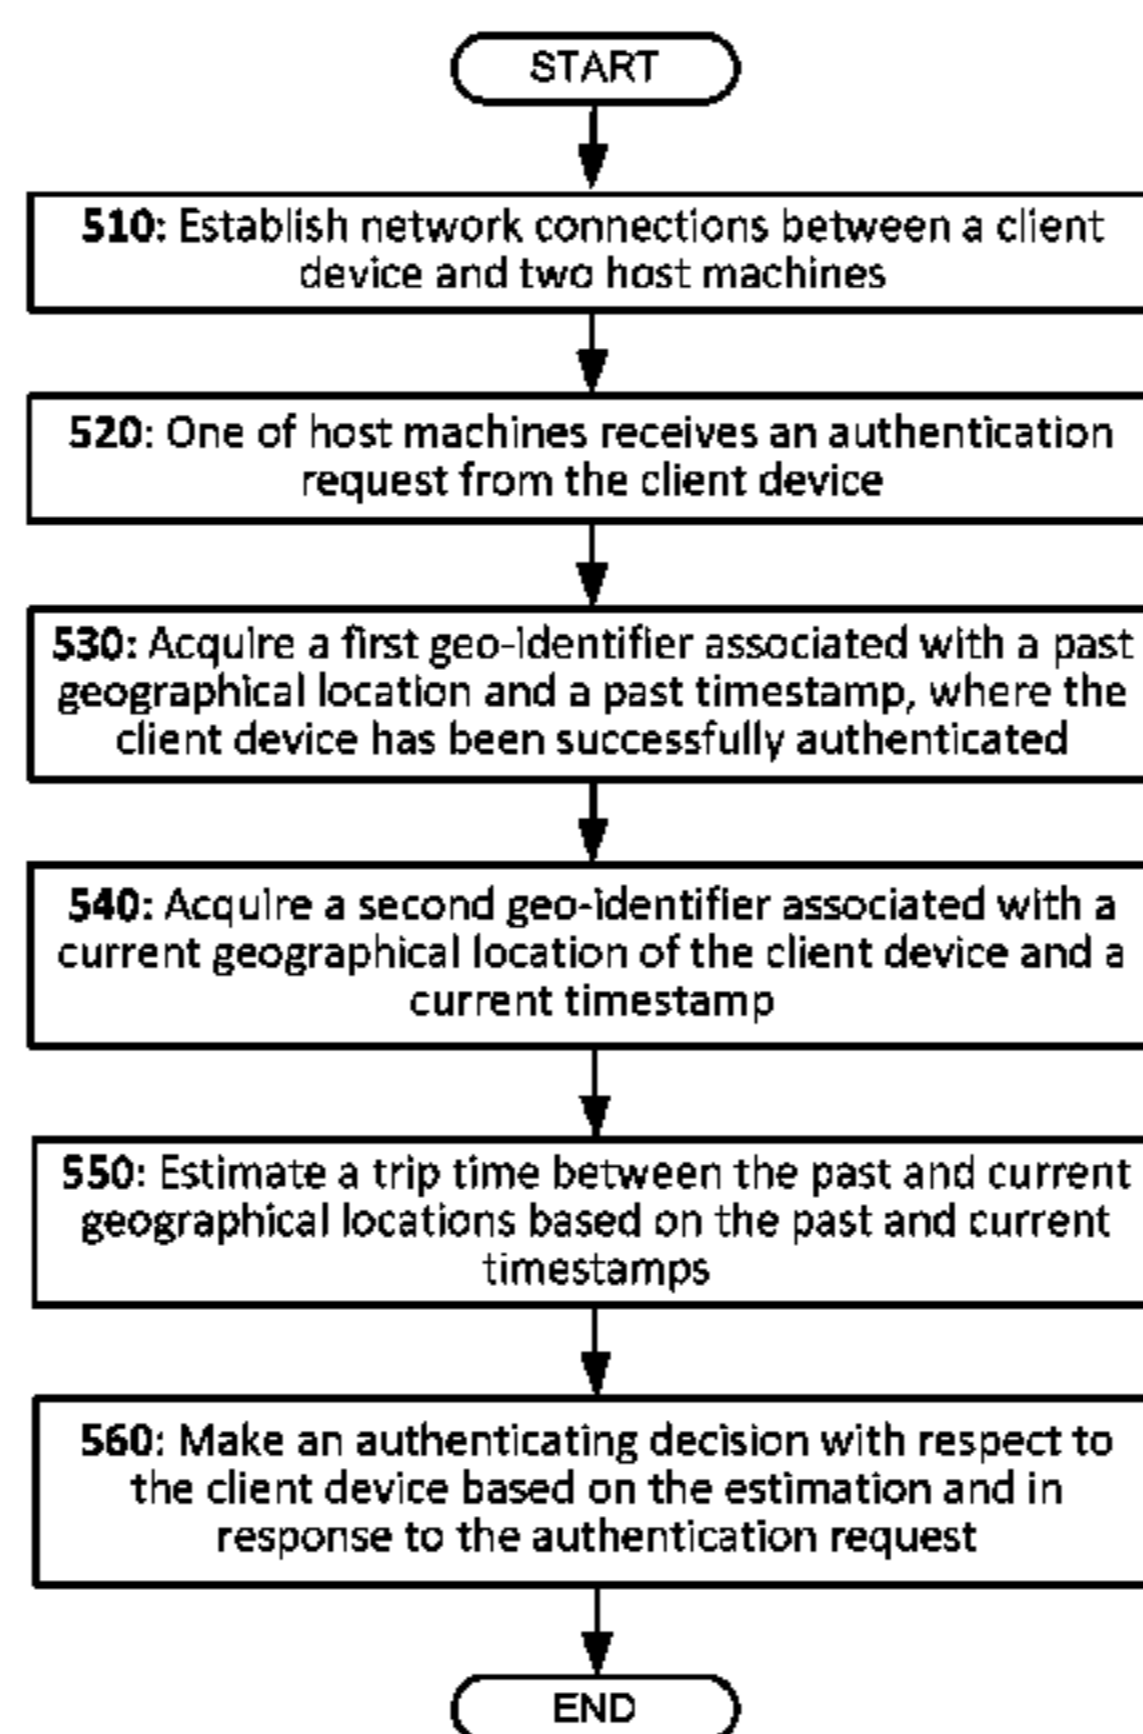 START
510: Establish network connections between a client
device and two host machines
520: One of host machines receives an authentication
request from the client device
530: Acquire a first geo-identifier associated with a past
geographical location and a past timestamp, where the
client device has been successfully authenticated
540: Acquire a second geo-identifier associated with a
current geographical location of the client device and a
current timestamp
550: Estimate a trip time between the past and current
geographical locations based on the past and current
timestamps
560: Make an authenticating decision with respect to
the client device based on the estimation and in
response to the authentication request
END